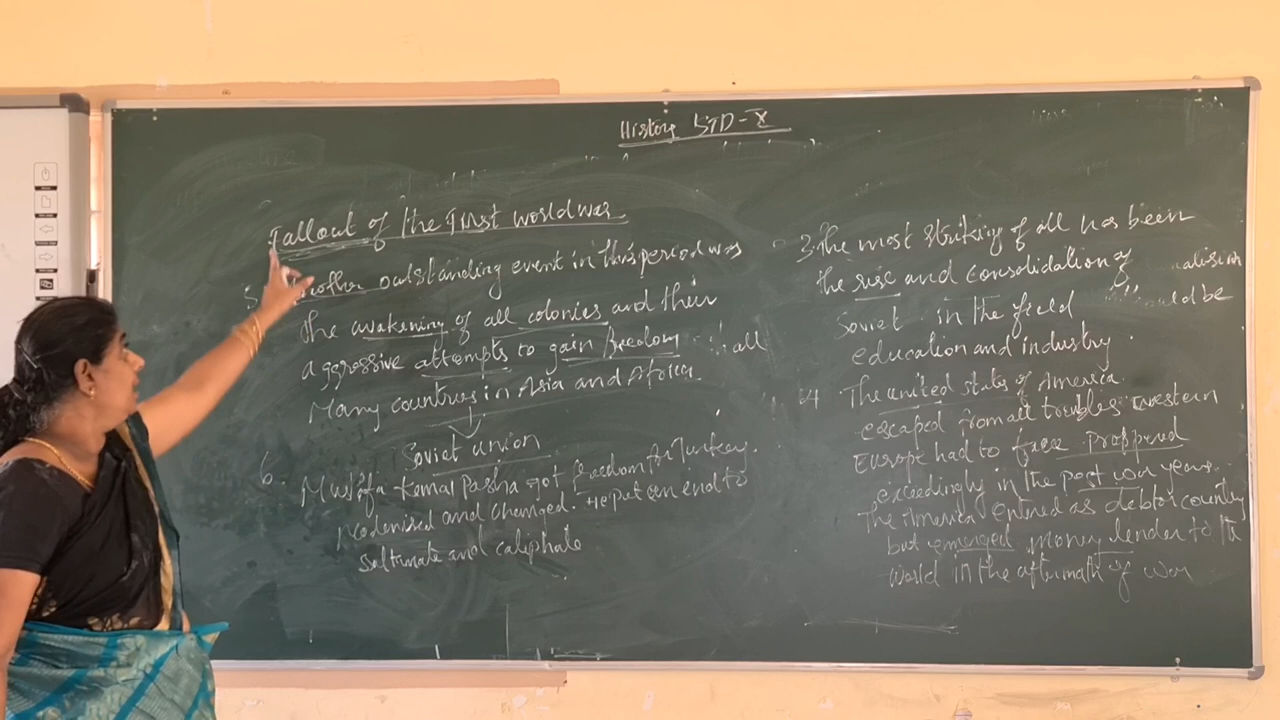 History STD-X
Fallout of the First world war
5. Another outstanding event in this period was
the awakening of all colonies and their
aggressive attempts to gain freedom all
Many countries in Asia and Africa
Soviet union
6. Mustafa Kemal Pasha got freedom for Turkey.
Modernised and changed. He put an end to
sultanate and caliphate
3. The most striking of all has been
the rise and consolidation of
Soviet in the field
education and industry.
4 The united states of America
escaped from all troubles western
Europe had to face Prospered
exceedingly in the post war years.
The America entered as debtor country
but emerged money lender to the
world in the aftermath of war